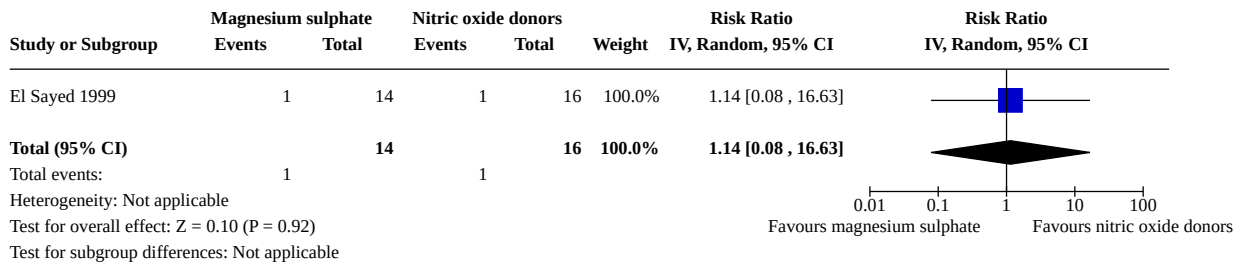 Magnesium sulphate Nitric oxide donors Risk Ratio Risk Ratio
Study or Subgroup Events Total Events Total Weight IV, Random, 95% CI IV, Random, 95% CI
El Sayed 1999 1 14 1 16 100.0% 1.14 [0.08 , 16.63]
Total (95% CI) 14 16 100.0% 1.14 [0.08 , 16.63]
Total events: 1 1
Heterogeneity: Not applicable
0.01 0.1 1 10 100
Test for overall effect: Z = 0.10 (P = 0.92) Favours magnesium sulphate Favours nitric oxide donors
Test for subgroup differences: Not applicable